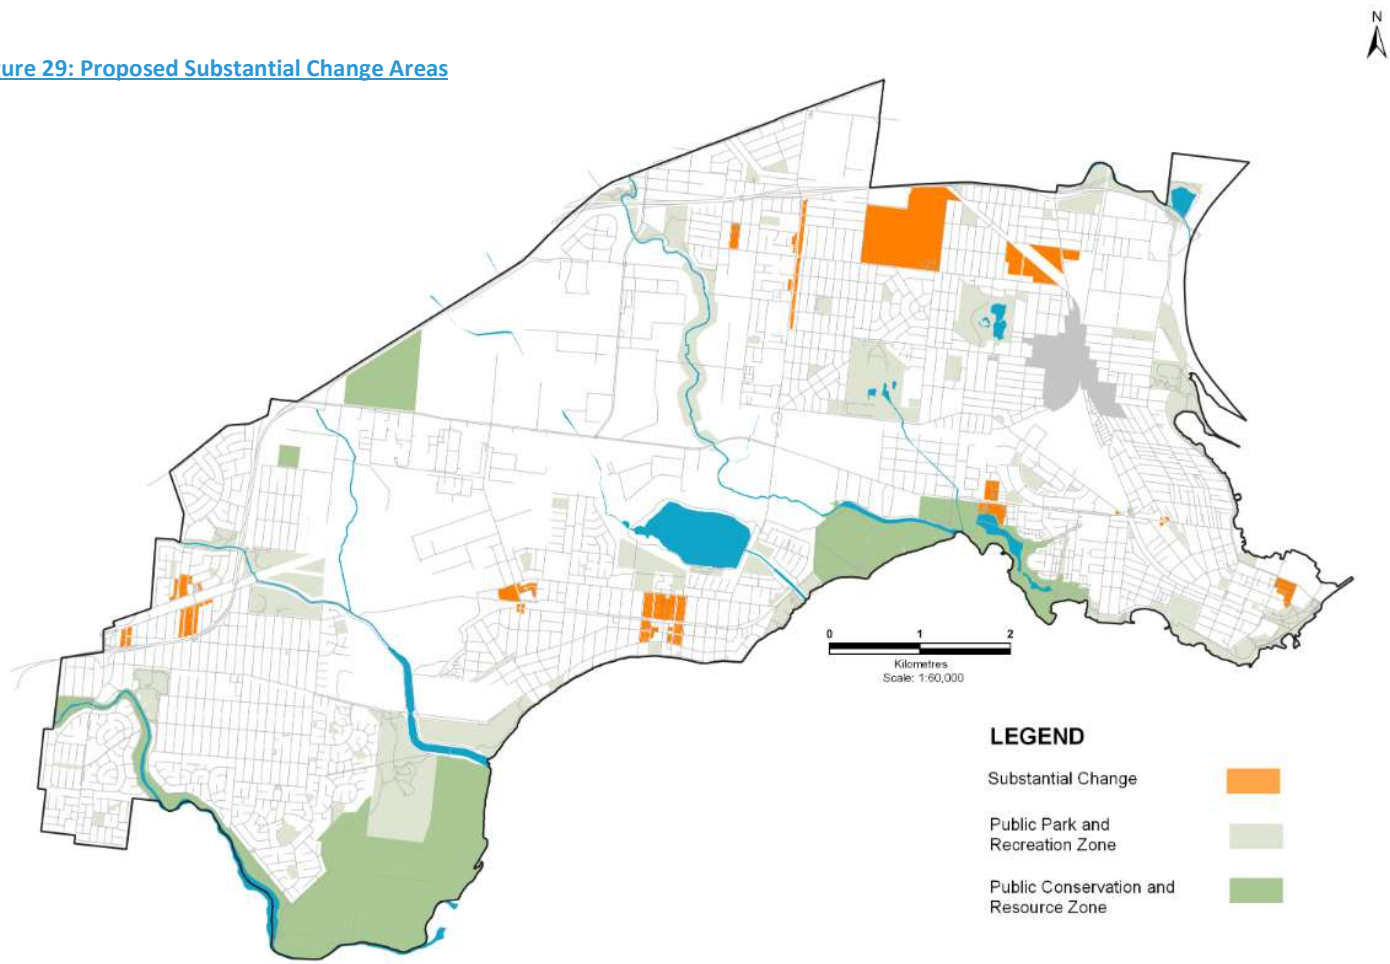 N
ure 29: Proposed Substantial Change Areas
0 1 2
Kilometres
Scale: 1:60,000
LEGEND
Substantial Change
Public Park and
Recreation Zone
Public Conservation and
Resource Zone